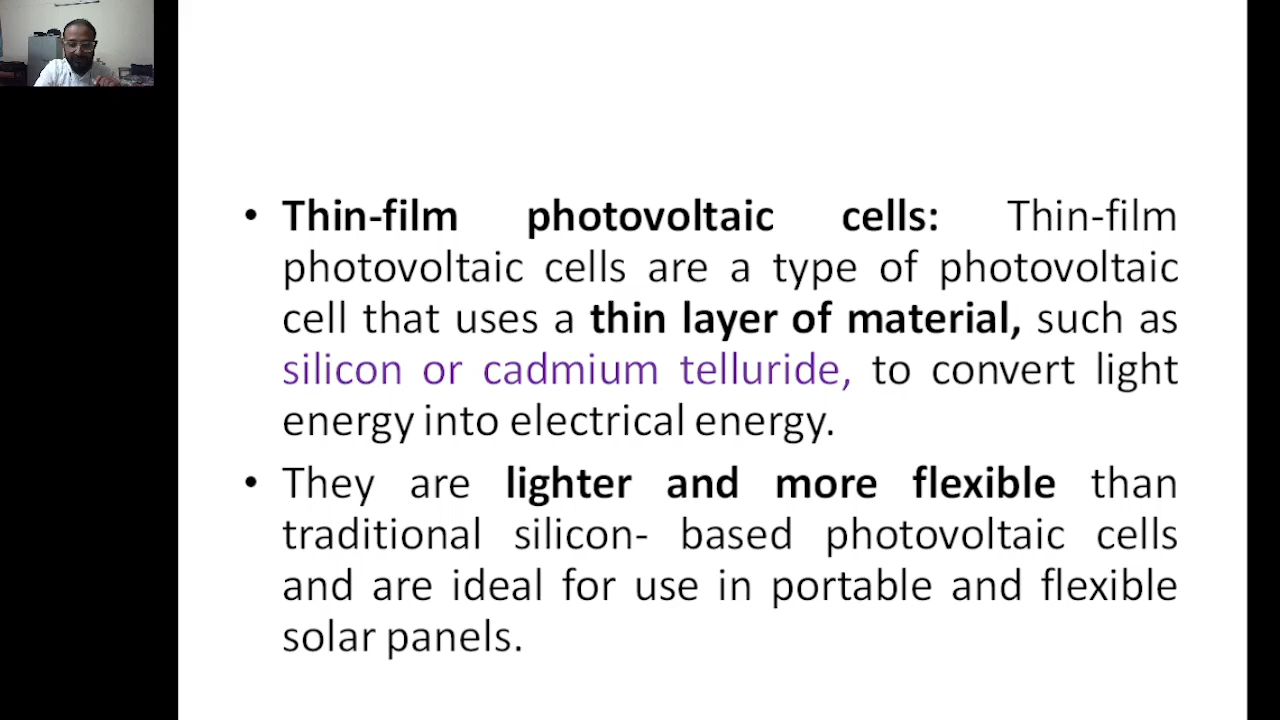 • Thin-film photovoltaic cells: Thin-film
photovoltaic cells are a type of photovoltaic
cell that uses a thin layer of material, such as
silicon or cadmium telluride, to convert light
energy into electrical energy.
• They are lighter and more flexible than
traditional silicon- based photovoltaic cells
and are ideal for use in portable and flexible
solar panels.